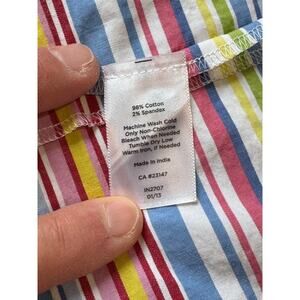 96% Cotton
2% Spandex
Machine Wash Cold
Only Non-Chlorine
Bleach When Needed
Tumble Dry Low
Warm Iron, if Needed
Made in India
CA #23147
IN2707
01/13